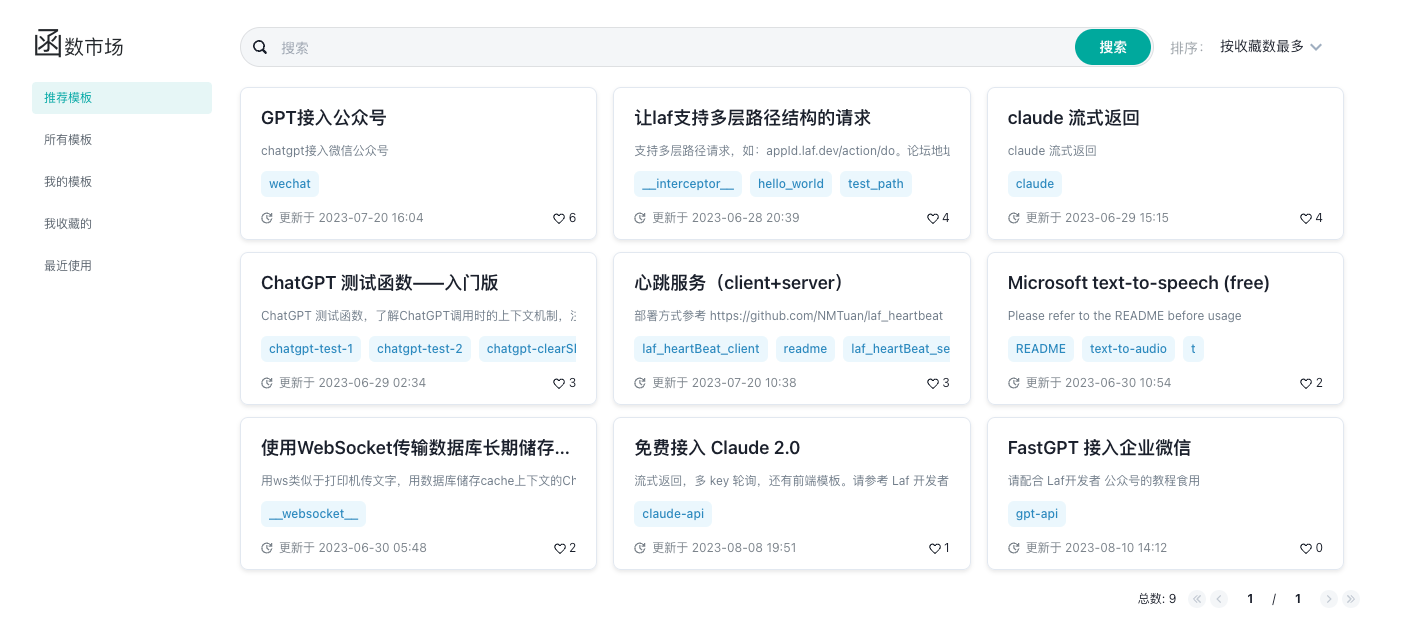 函数市场
搜索
搜索
排序:
按收藏数最多
推荐模板
所有模板
我的模板
我收藏的
最近使用
GPT接入公众号
chatgpt接入微信公众号
wechat
更新于 2023-07-20 16:04
6
让laf支持多层路径结构的请求
支持多层路径请求，如：appId.laf.dev/action/do。论坛地址
__interceptor__ hello_world test_path
更新于 2023-06-28 20:39
4
claude 流式返回
claude 流式返回
claude
更新于 2023-06-29 15:15
4
ChatGPT 测试函数——入门版
ChatGPT 测试函数，了解ChatGPT调用时的上下文机制，
chatgpt-test-1 chatgpt-test-2 chatgpt-clearSl
更新于 2023-06-29 02:34
3
心跳服务（client+server）
部署方式参考 https://github.com/NMTuan/laf_heartbeat
laf_heartBeat_client readme laf_heartBeat_se
更新于 2023-07-20 10:38
3
Microsoft text-to-speech (free)
Please refer to the README before usage
README text-to-audio t
更新于 2023-06-30 10:54
2
使用WebSocket传输数据库长期储存...
用ws类似于打印机传文字，用数据库储存cache上下文的Ch
__websocket__
更新于 2023-06-30 05:48
2
免费接入 Claude 2.0
流式返回，多 key 轮询，还有前端模板。请参考 Laf 开发者
claude-api
更新于 2023-08-08 19:51
1
FastGPT 接入企业微信
请配合 Laf开发者 公众号的教程食用
gpt-api
更新于 2023-08-10 14:12
0
总数: 9 « ‹ 1 / 1 › »